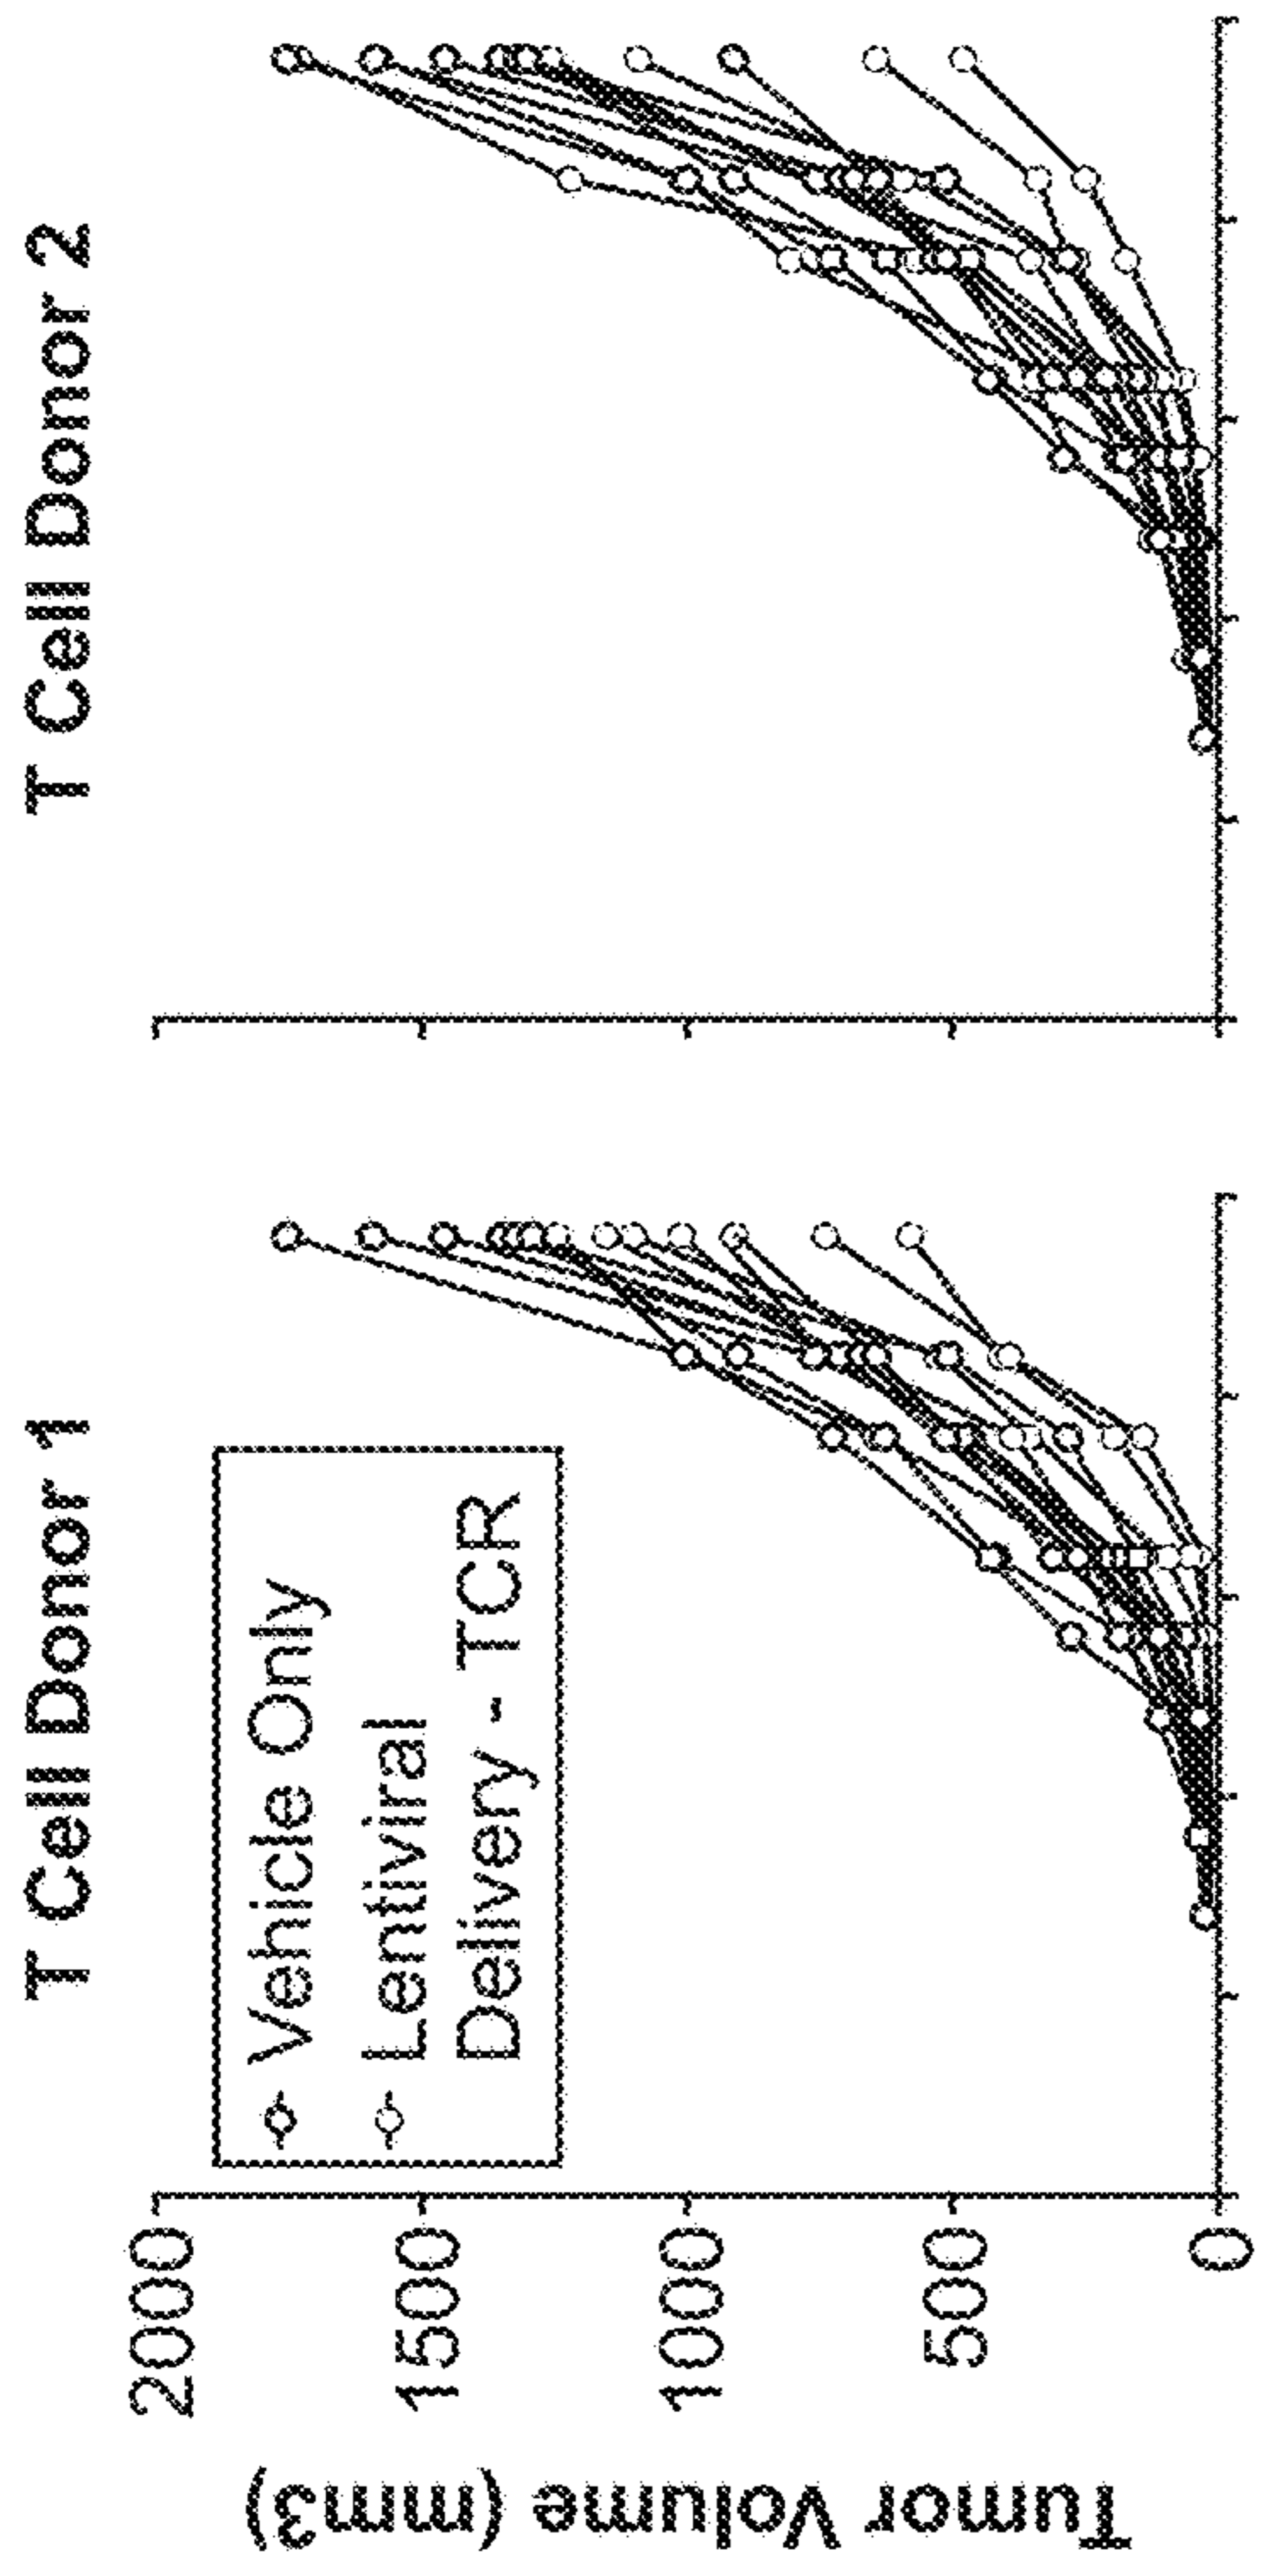 T Cell Donor 1
T Cell Donor 2
Vehicle Only
Lentiviral
Delivery - TCR
2000
1500
1000
500
0
Tumor Volume (mm3)